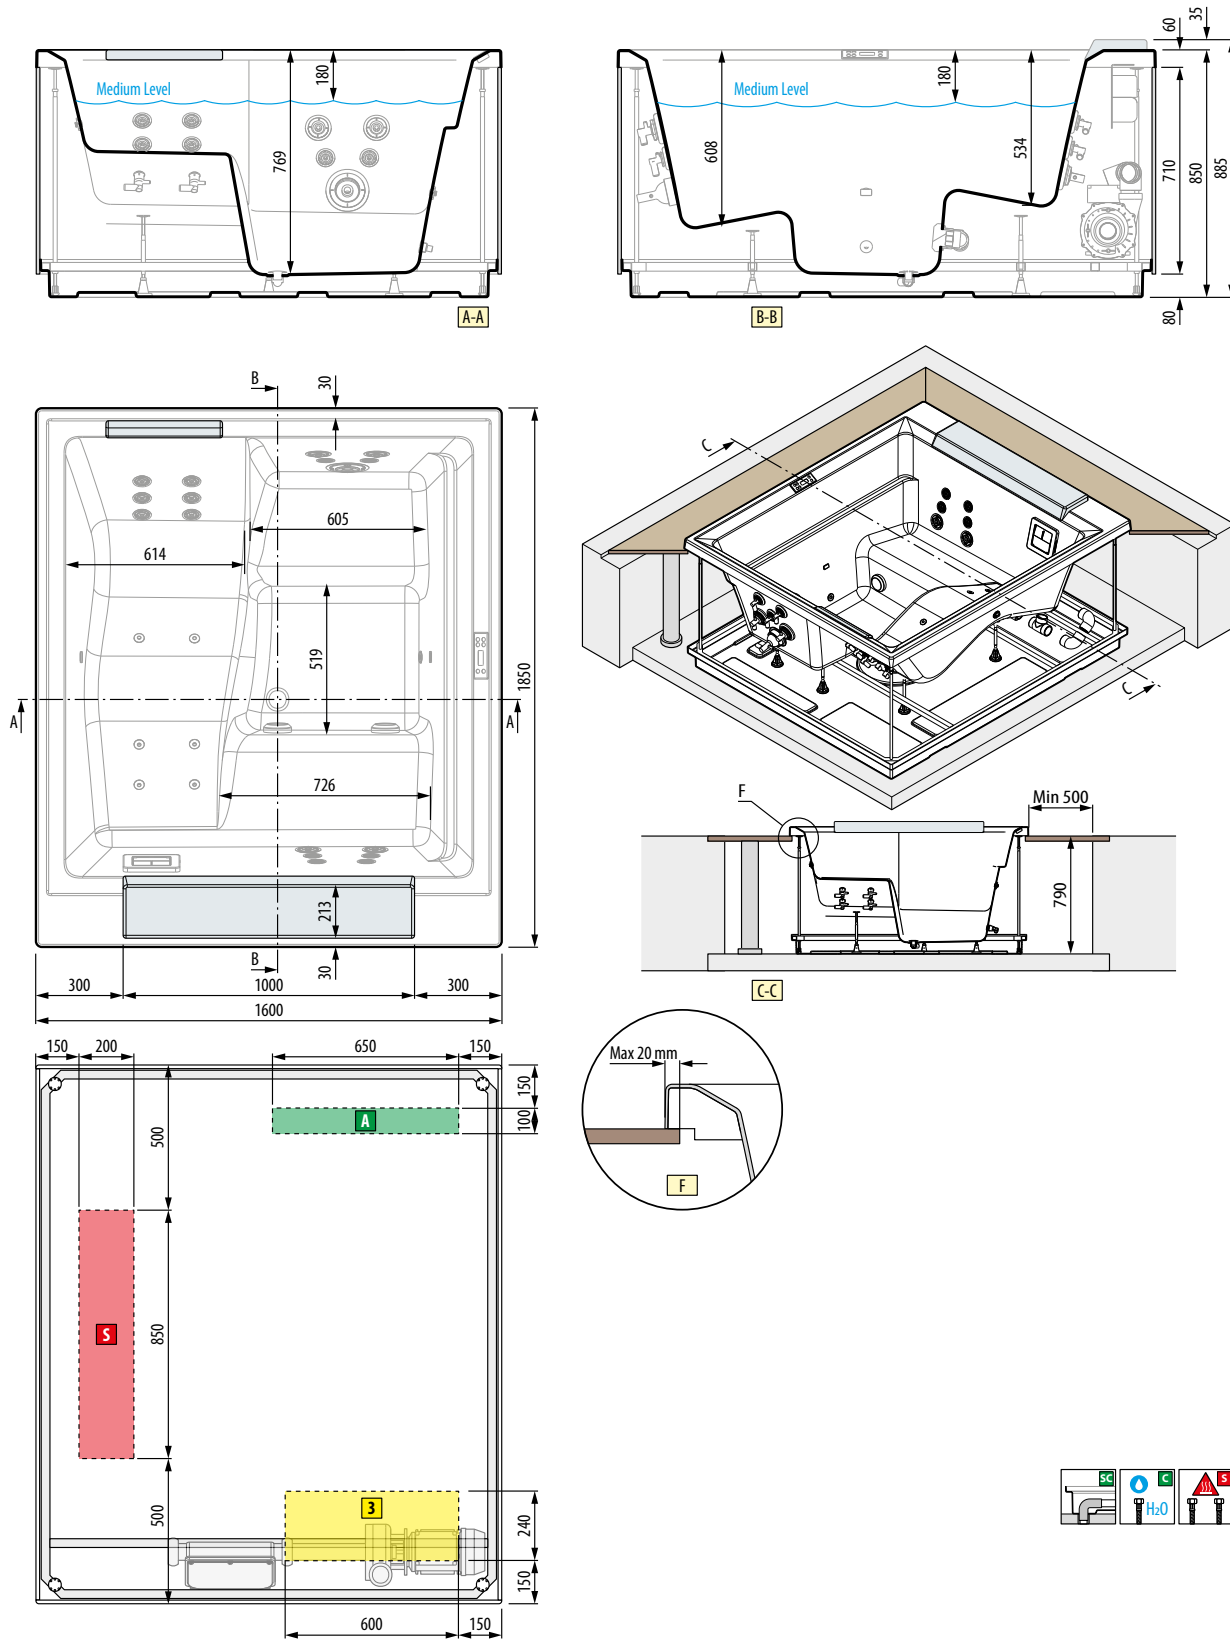 Medium Level
180
769
A-A
Medium Level
180
608
534
60
35
710
850
885
80
B-B
B
30
605
614
519
1850
A
A
726
213
B
30
300
1000
300
1600
C
C
F
Min 500
790
C-C
150
200
650
150
150
100
A
500
S
850
500
3
240
150
600
150
Max 20 mm
F
SC
C
H₂O
S